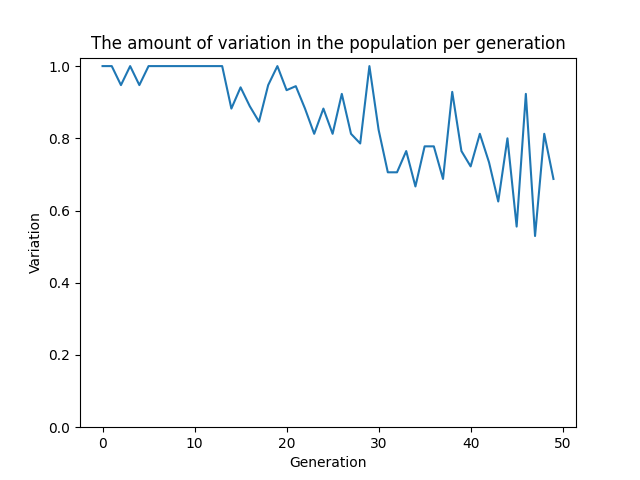 The amount of variation in the population per generation
1.0
0.8
0.6
0.4
0.2
0.0
Variation
0 10 20 30 40 50
Generation